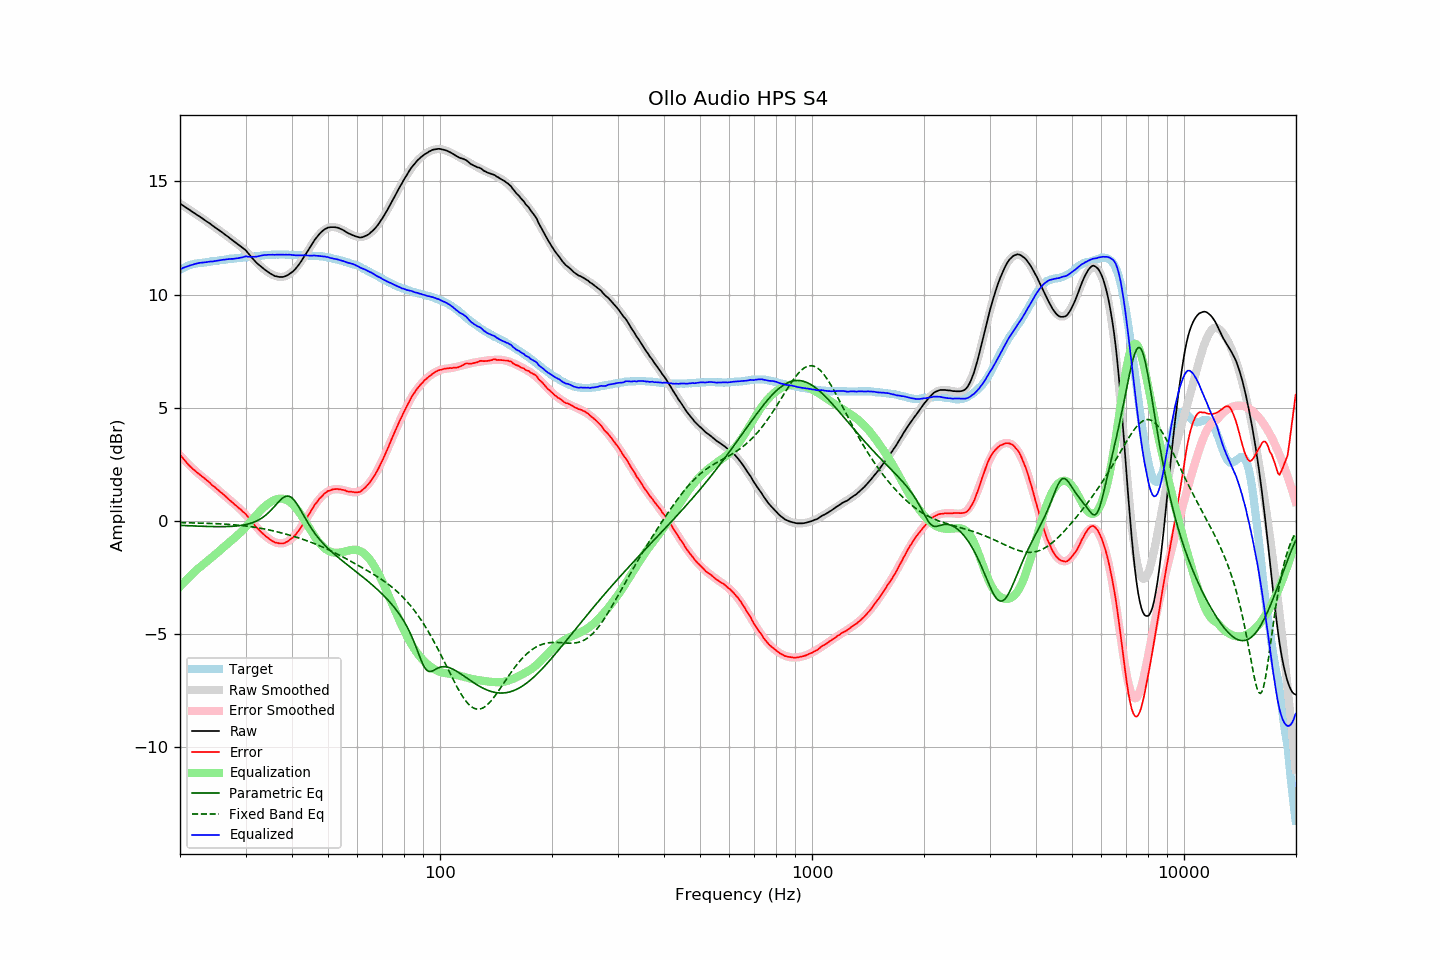 Ollo Audio HPS S4
Amplitude (dBr)
15
10
5
0
−5
−10
Target
Raw Smoothed
Error Smoothed
Raw
Error
Equalization
Parametric Eq
Fixed Band Eq
Equalized
100
1000
10000
Frequency (Hz)